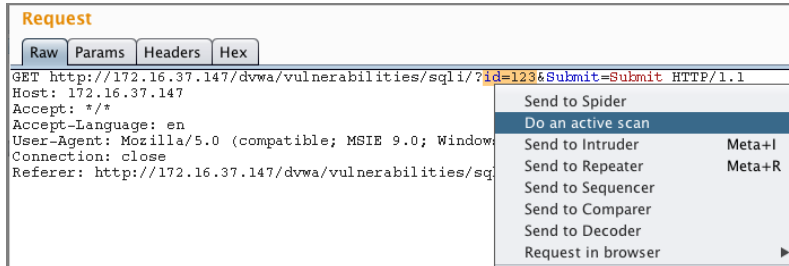 Request
Raw Params Headers Hex
GET http://172.16.37.147/dvwa/vulnerabilities/sqli/?id=123&Submit=Submit HTTP/1.1
Host: 172.16.37.147
Accept: */*
Accept-Language: en
User-Agent: Mozilla/5.0 (compatible; MSIE 9.0; Window
Connection: close
Referer: http://172.16.37.147/dvwa/vulnerabilities/sq
Send to Spider
Do an active scan
Send to Intruder Meta+I
Send to Repeater Meta+R
Send to Sequencer
Send to Comparer
Send to Decoder
Request in browser